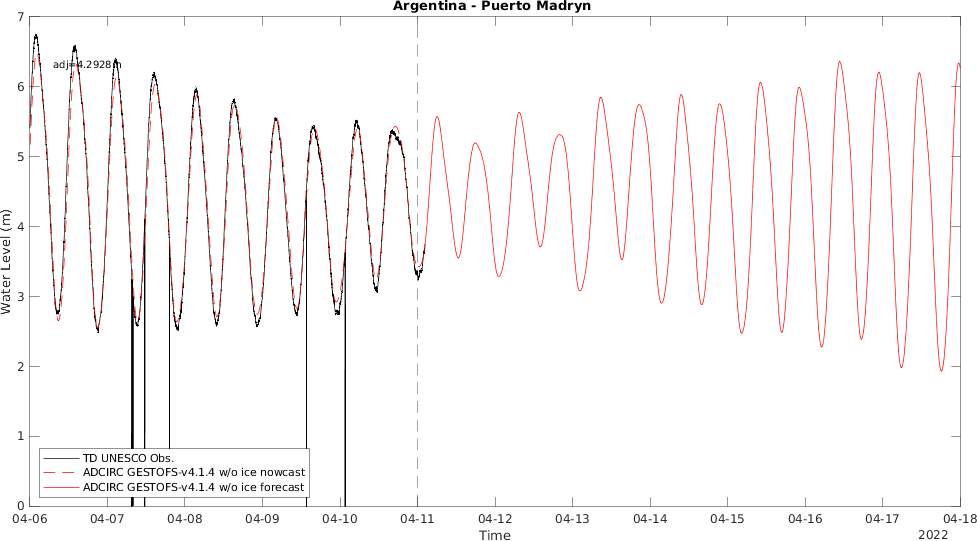 Argentina - Puerto Madryn
7
6
5
4
3
2
1
0
Water Level (m)
adj=4.2928 m
TD UNESCO Obs.
ADCIRC GESTOFS-v4.1.4 w/o ice nowcast
ADCIRC GESTOFS-v4.1.4 w/o ice forecast
04-06 04-07 04-08 04-09 04-10 04-11 04-12 04-13 04-14 04-15 04-16 04-17 04-18
Time
2022